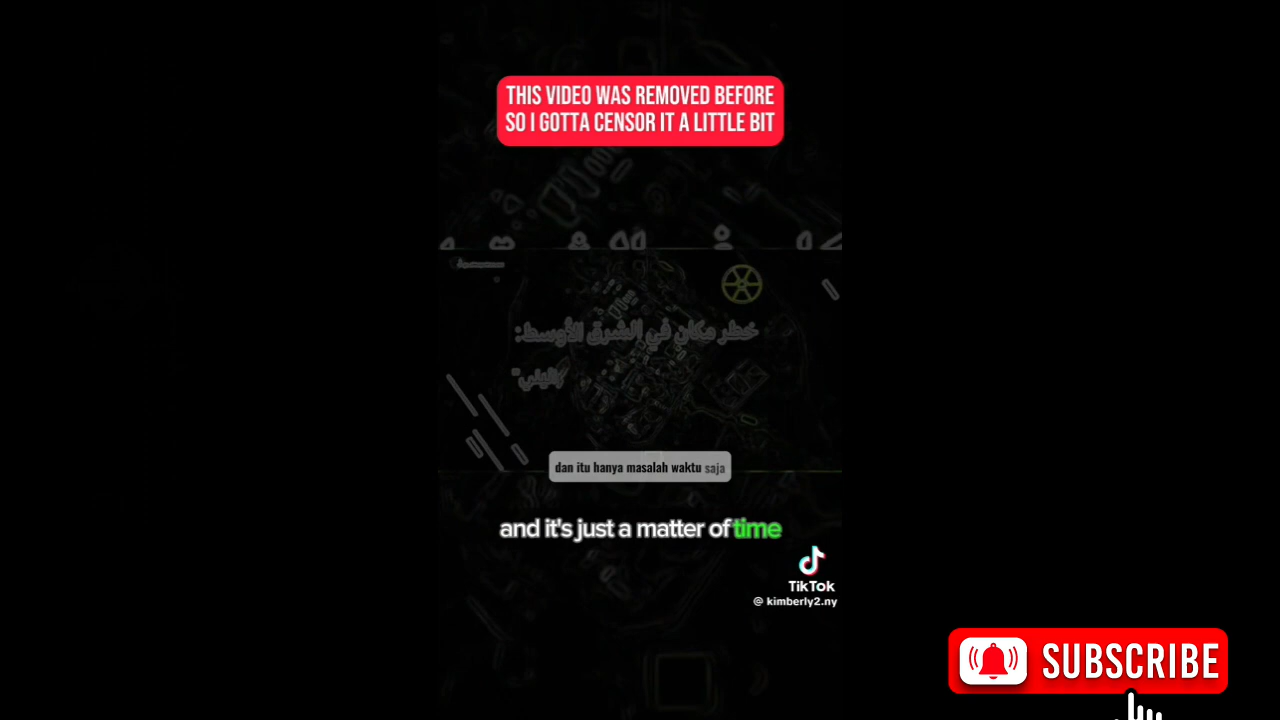 THIS VIDEO WAS REMOVED BEFORE
SO I GOTTA CENSOR IT A LITTLE BIT
خطر مكان في الشرق الأوسط:
dan itu hanya masalah waktu saja
and it's just a matter of time
TikTok
@ kimberly2.ny
SUBSCRIBE